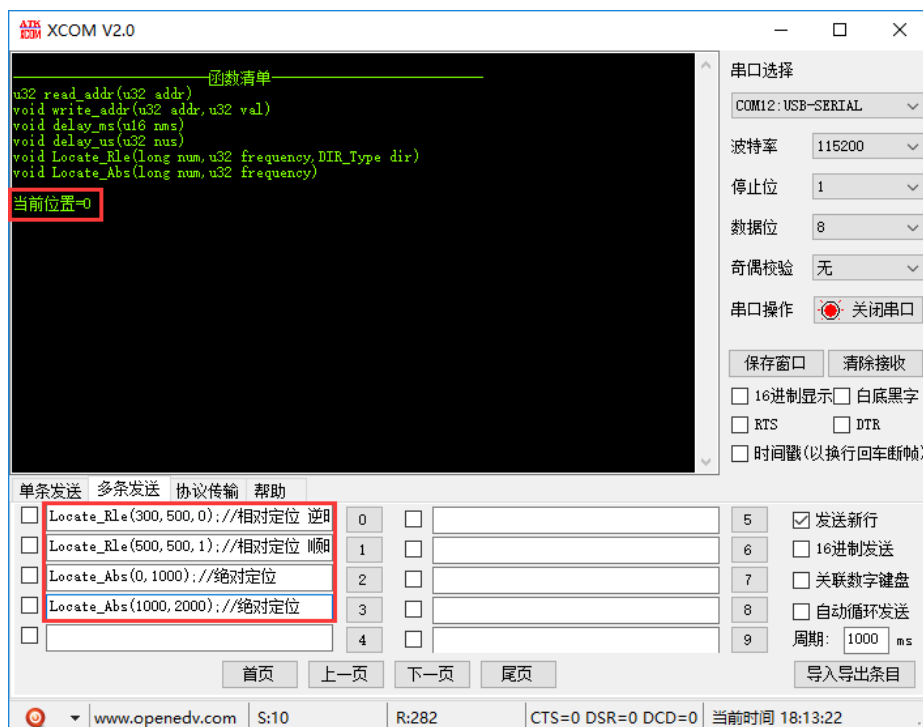 ATK XCOM XCOM V2.0
函数清单
u32 read_addr(u32 addr)
void write_addr(u32 addr,u32 val)
void delay_ms(u16 nms)
void delay_us(u32 nus)
void Locate_Rle(long num,u32 frequency,DIR_Type dir)
void Locate_Abs(long num,u32 frequency)
当前位置=0
串口选择
COM12:USB-SERIAL
波特率 115200
停止位 1
数据位 8
奇偶校验 无
串口操作 关闭串口
保存窗口 清除接收
16进制显示 白底黑字
RTS DTR
时间戳(以换行回车断帧)
单条发送 多条发送 协议传输 帮助
Locate_Rle(300,500,0);//相对定位 逆 0 5 发送新行
Locate_Rle(500,500,1);//相对定位 顺 1 6 16进制发送
Locate_Abs(0,1000);//绝对定位 2 7 关联数字键盘
Locate_Abs(1000,2000);//绝对定位 3 8 自动循环发送
4 9 周期: 1000 ms
首页 上一页 下一页 尾页 导入导出条目
www.openedv.com S:10 R:282 CTS=0 DSR=0 DCD=0 当前时间 18:13:22